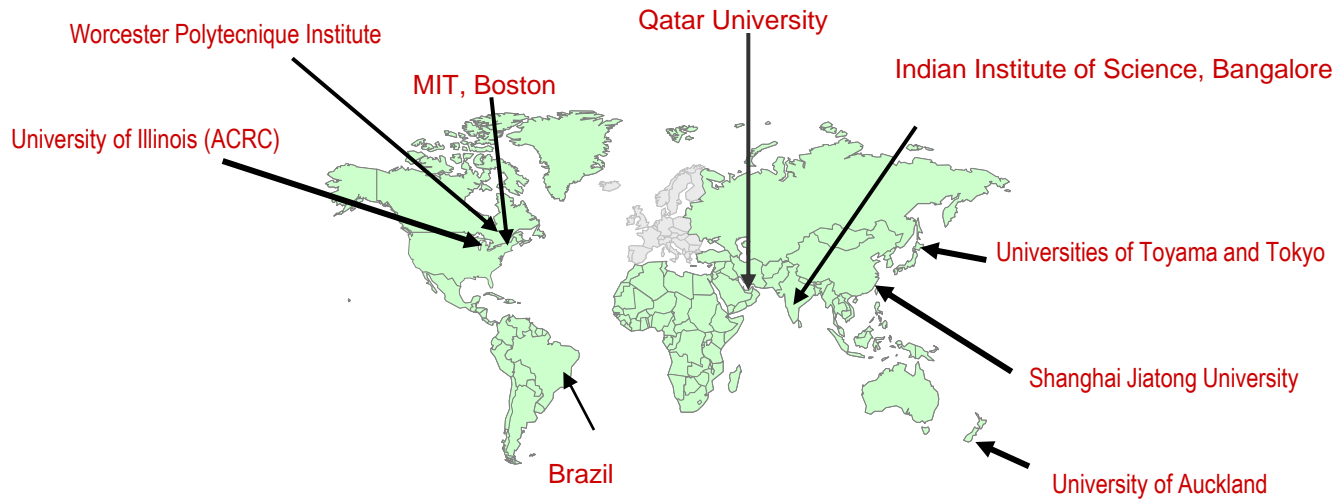 Qatar University
Worcester Polytecnique Institute
Indian Institute of Science, Bangalore
MIT, Boston
University of Illinois (ACRC)
Universities of Toyama and Tokyo
Shanghai Jiatong University
Brazil
University of Auckland